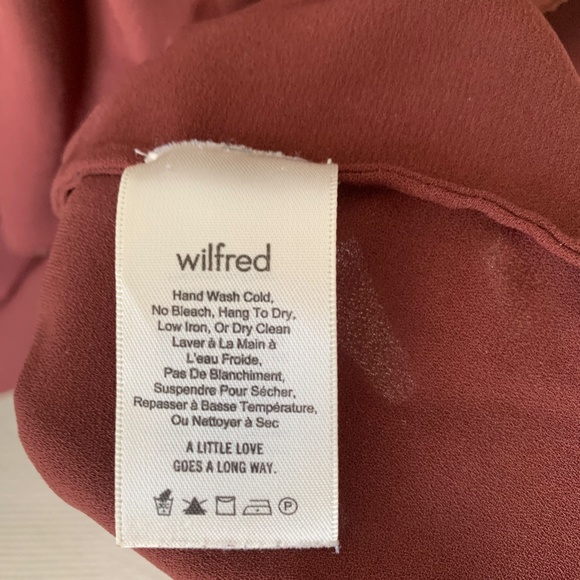 wilfred
Hand Wash Cold,
No Bleach, Hang To Dry,
Low Iron, Or Dry Clean
Laver à La Main à
L'eau Froide,
Pas De Blanchiment,
Suspendre Pour Sécher,
Repasser à Basse Température,
Ou Nettoyer à Sec
A LITTLE LOVE
GOES A LONG WAY.
P